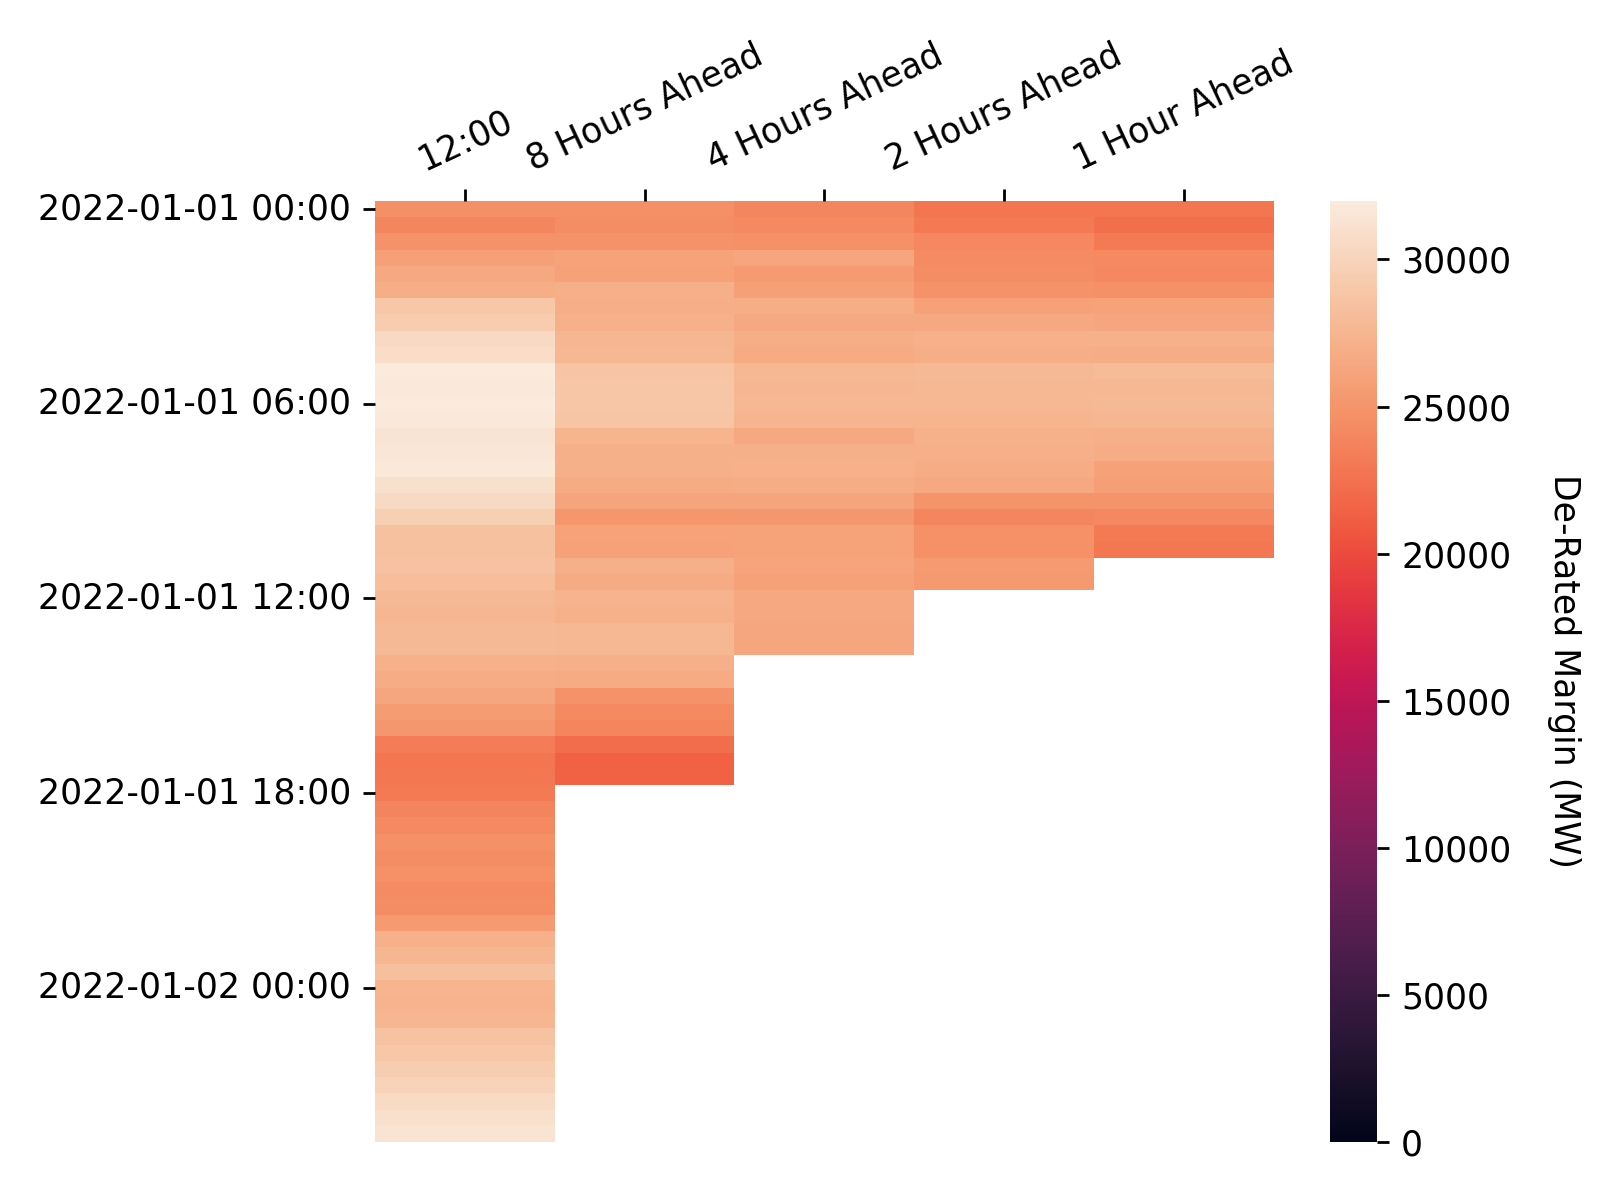 12:00
8 Hours Ahead
4 Hours Ahead
2 Hours Ahead
1 Hour Ahead
2022-01-01 00:00
2022-01-01 06:00
2022-01-01 12:00
2022-01-01 18:00
2022-01-02 00:00
30000
25000
20000
15000
10000
5000
0
De-Rated Margin (MW)